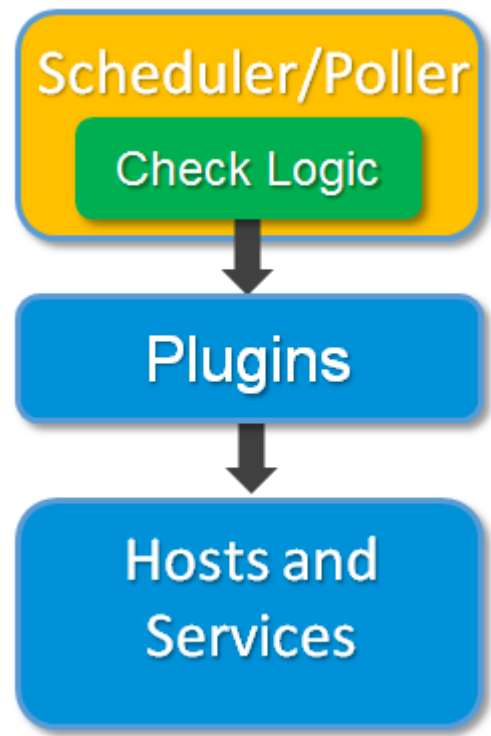 Scheduler/Poller
Check Logic
Plugins
Hosts and
Services